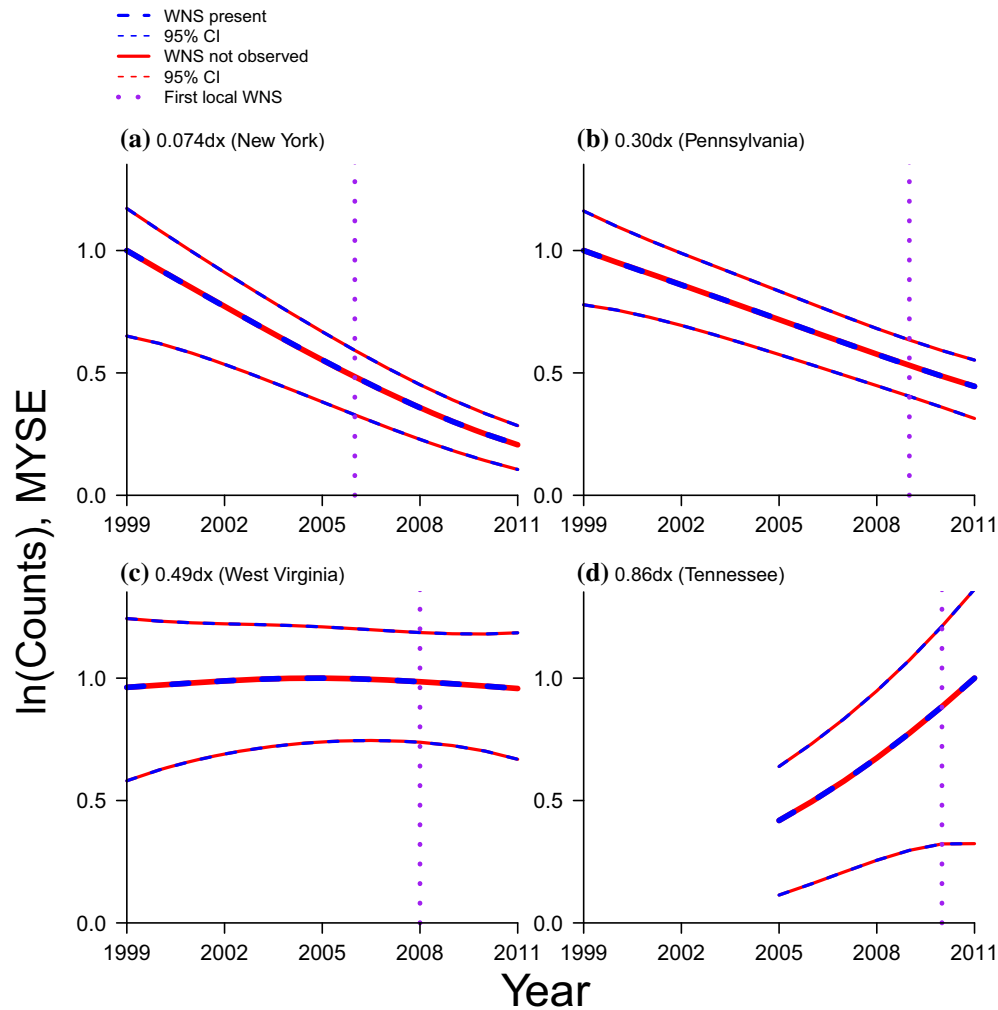 WNS present
95% CI
WNS not observed
95% CI
First local WNS
(a) 0.074dx (New York)
(b) 0.30dx (Pennsylvania)
1.0
0.5
0.0
1999 2002 2005 2008 2011
1.0
0.5
0.0
1999 2002 2005 2008 2011
(c) 0.49dx (West Virginia)
(d) 0.86dx (Tennessee)
1.0
0.5
0.0
1999 2002 2005 2008 2011
1.0
0.5
0.0
1999 2002 2005 2008 2011
ln(Counts), MYSE
Year